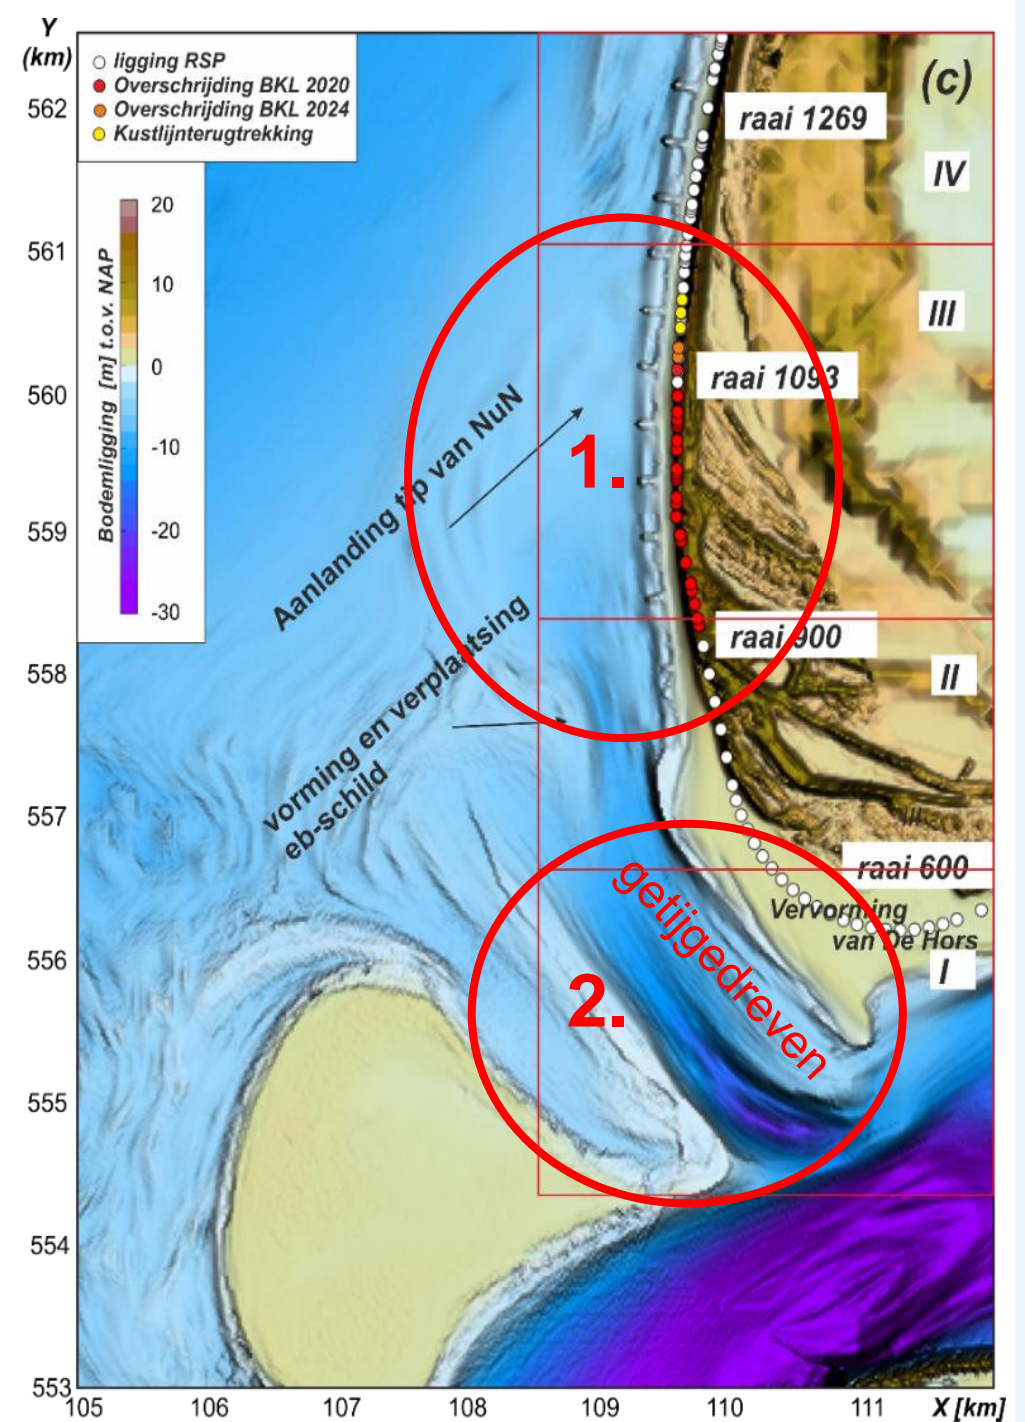 Y
(km)
ligging RSP
Overschrijding BKL 2020
Overschrijding BKL 2024
Kustlijnterugtrekking
(c)
562
raai 1269
IV
20
10
0
-10
-20
-30
Bodemligging [m] t.o.v. NAP
561
III
560
raai 1093
1.
Aanlanding tip van NuN
559
raai 900
558
II
vorming en verplaatsing
eb-schild
557
III
raai 600
getijgedreven
Vervorming
van De Hors
556
I
2.
555
554
553
105
106
107
108
109
110
111
X [km]